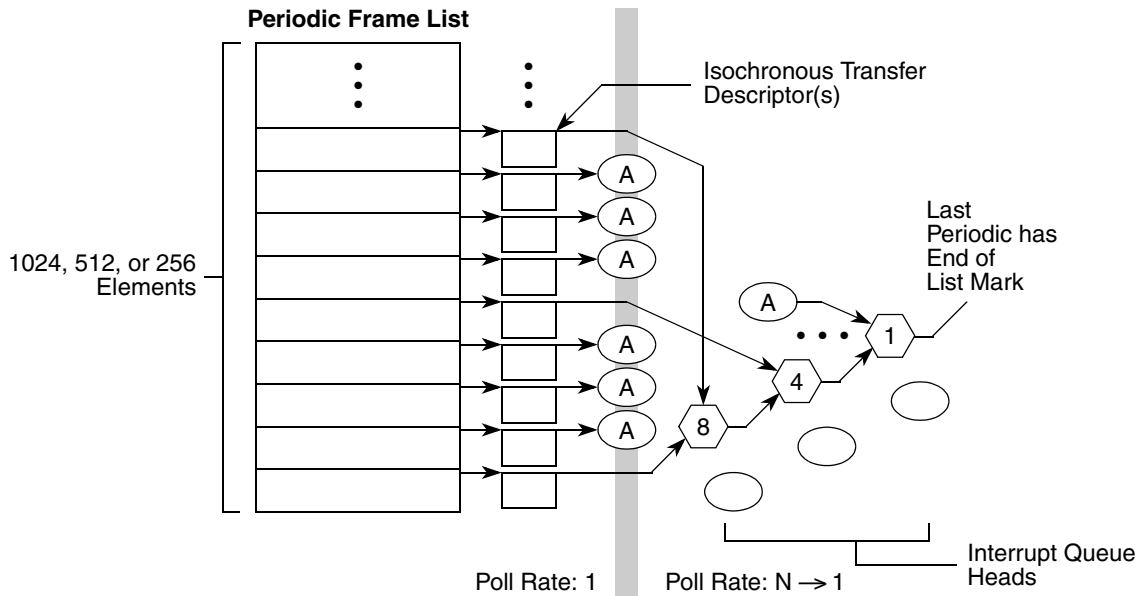 Periodic Frame List
Isochronous Transfer
Descriptor(s)
A
A
A
1024, 512, or 256
Elements
Last
Periodic has
End of
List Mark
A
1
A
4
A
8
A
Interrupt Queue
Heads
Poll Rate: 1
Poll Rate: N → 1